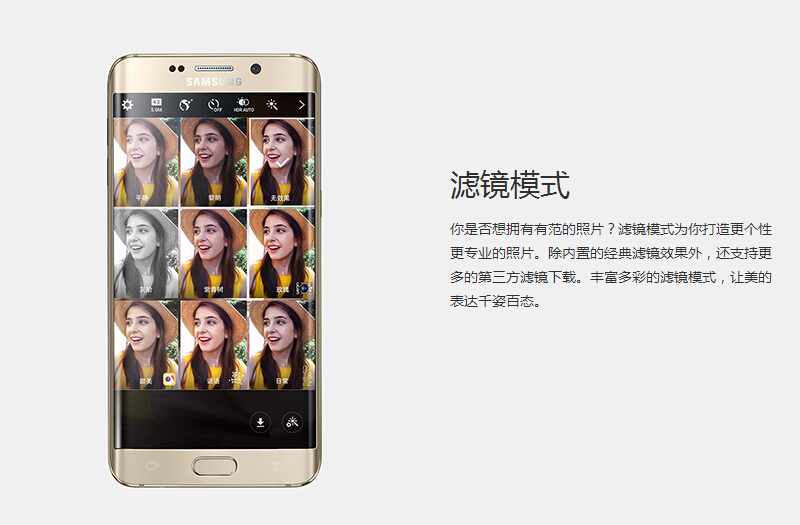 SAMSUNG
5.8M
OFF
HDR AUTO
平静
黎明
无效果
灰阶
常青树
玫瑰
甜美
谜语
日常
滤镜模式
你是否想拥有有范的照片？滤镜模式为你打造更个性
更专业的照片。除内置的经典滤镜效果外，还支持更
多的第三方滤镜下载。丰富多彩的滤镜模式，让美的
表达千姿百态。